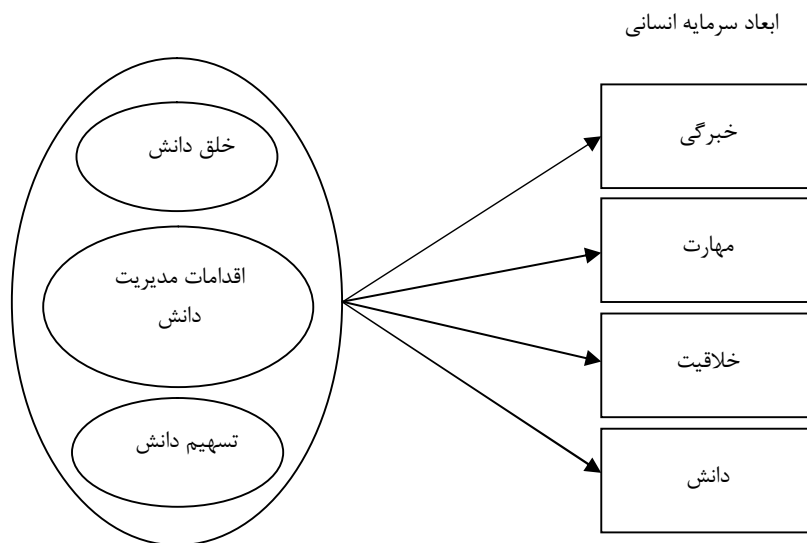 ابعاد سرمایه انسانی
خبرگی
خلق دانش
مهارت
اقدامات مدیریت
دانش
خلاقیت
تسهیم دانش
دانش